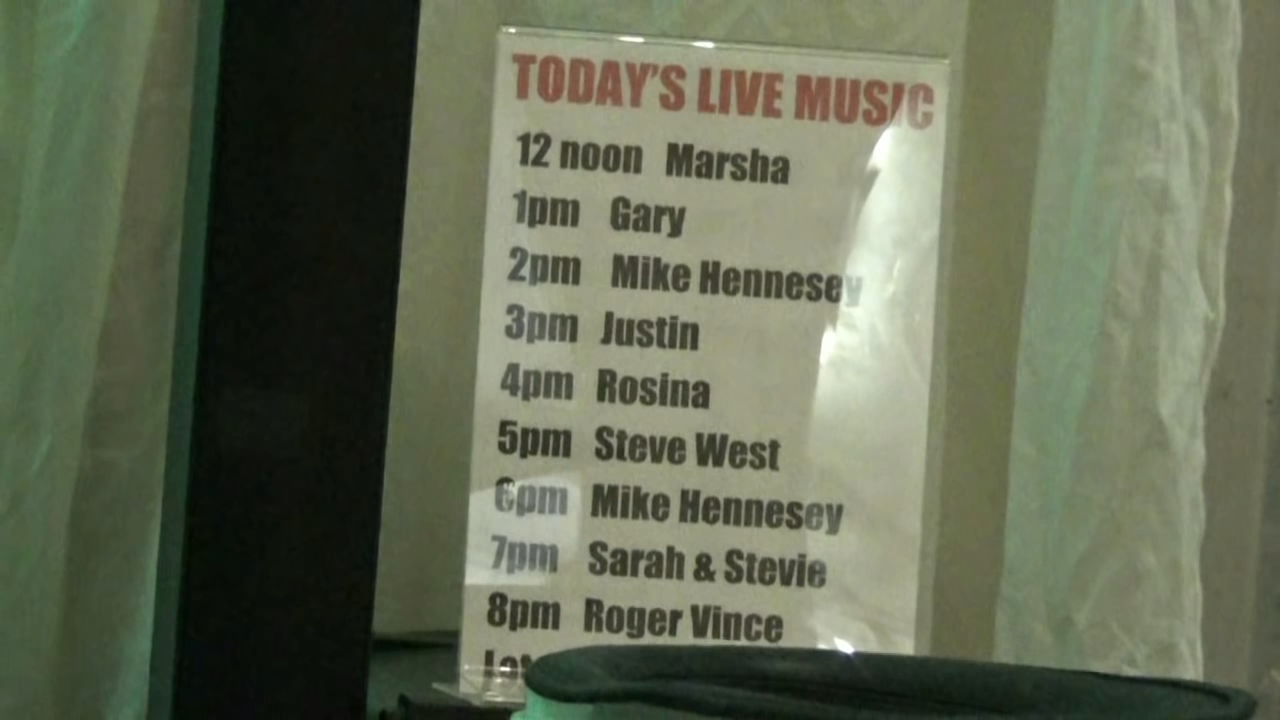 TODAY'S LIVE MUSIC
12 noon Marsha
1pm Gary
2pm Mike Hennesey
3pm Justin
4pm Rosina
5pm Steve West
6pm Mike Hennesey
7pm Sarah & Stevie
8pm Roger Vince